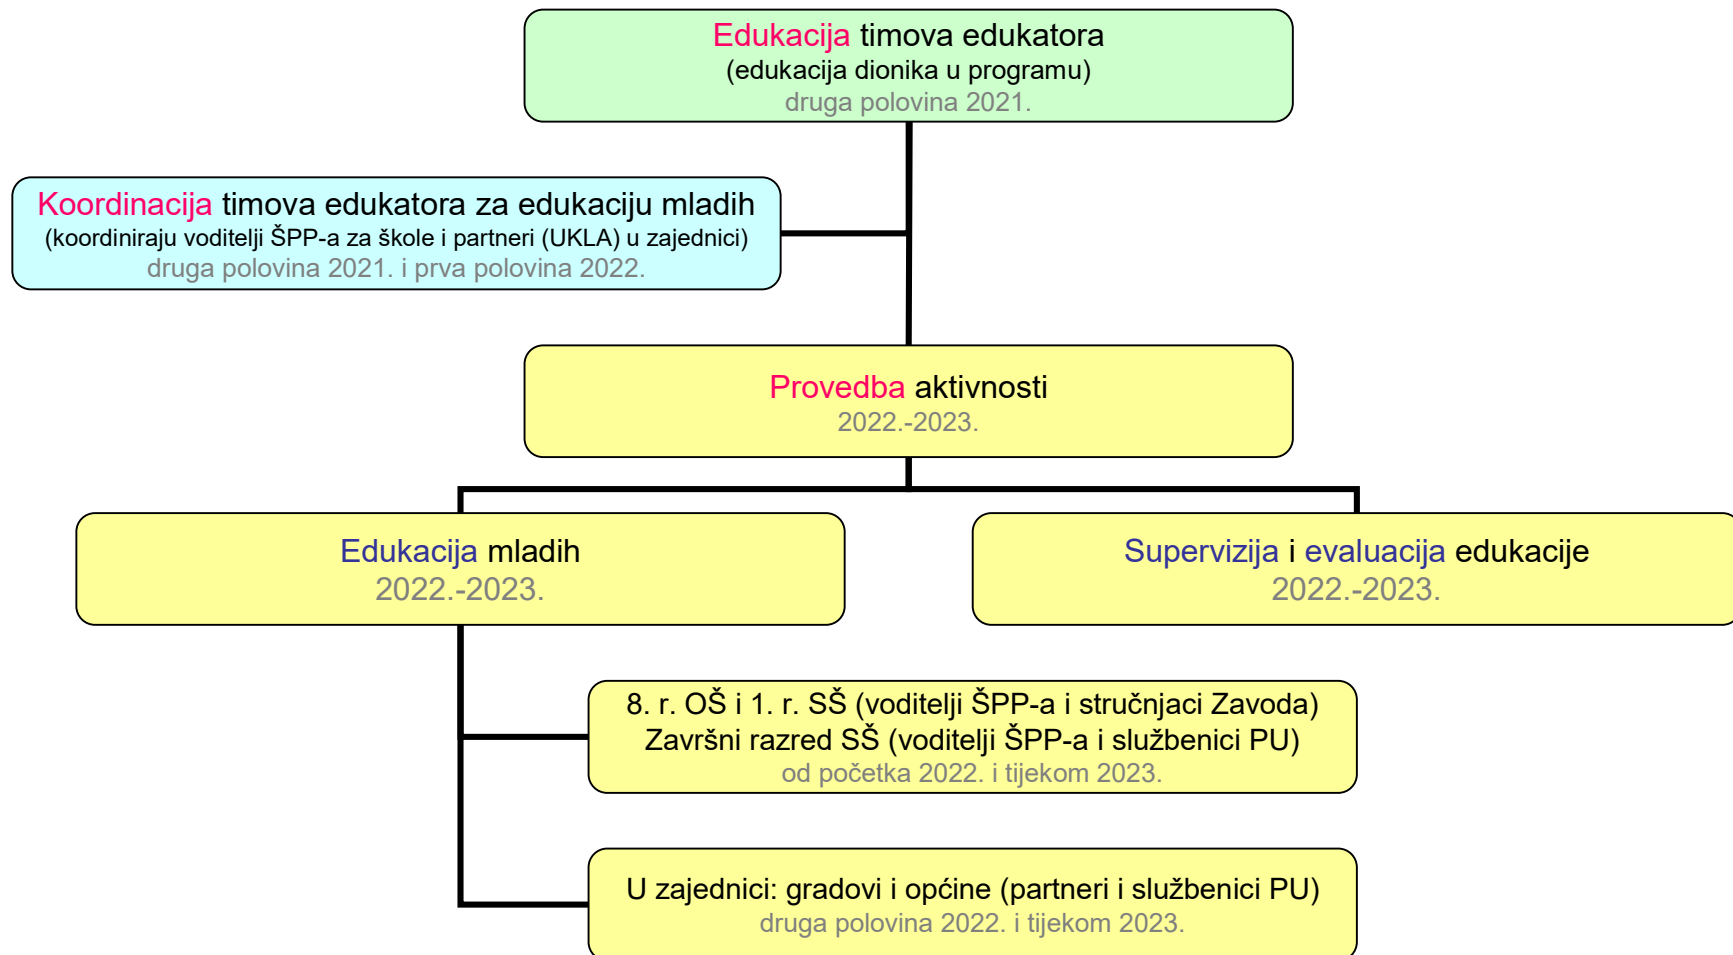 Edukacija timova edukatora
(edukacija dionika u programu)
druga polovina 2021.
Koordinacija timova edukatora za edukaciju mladih
(koordiniraju voditelji ŠPP-a za škole i partneri (UKLA) u zajednici)
druga polovina 2021. i prva polovina 2022.
Provedba aktivnosti
2022.-2023.
Edukacija mladih
2022.-2023.
Supervizija i evaluacija edukacije
2022.-2023.
8. r. OŠ i 1. r. SŠ (voditelji ŠPP-a i stručnjaci Zavoda)
Završni razred SŠ (voditelji ŠPP-a i službenici PU)
od početka 2022. i tijekom 2023.
U zajednici: gradovi i općine (partneri i službenici PU)
druga polovina 2022. i tijekom 2023.